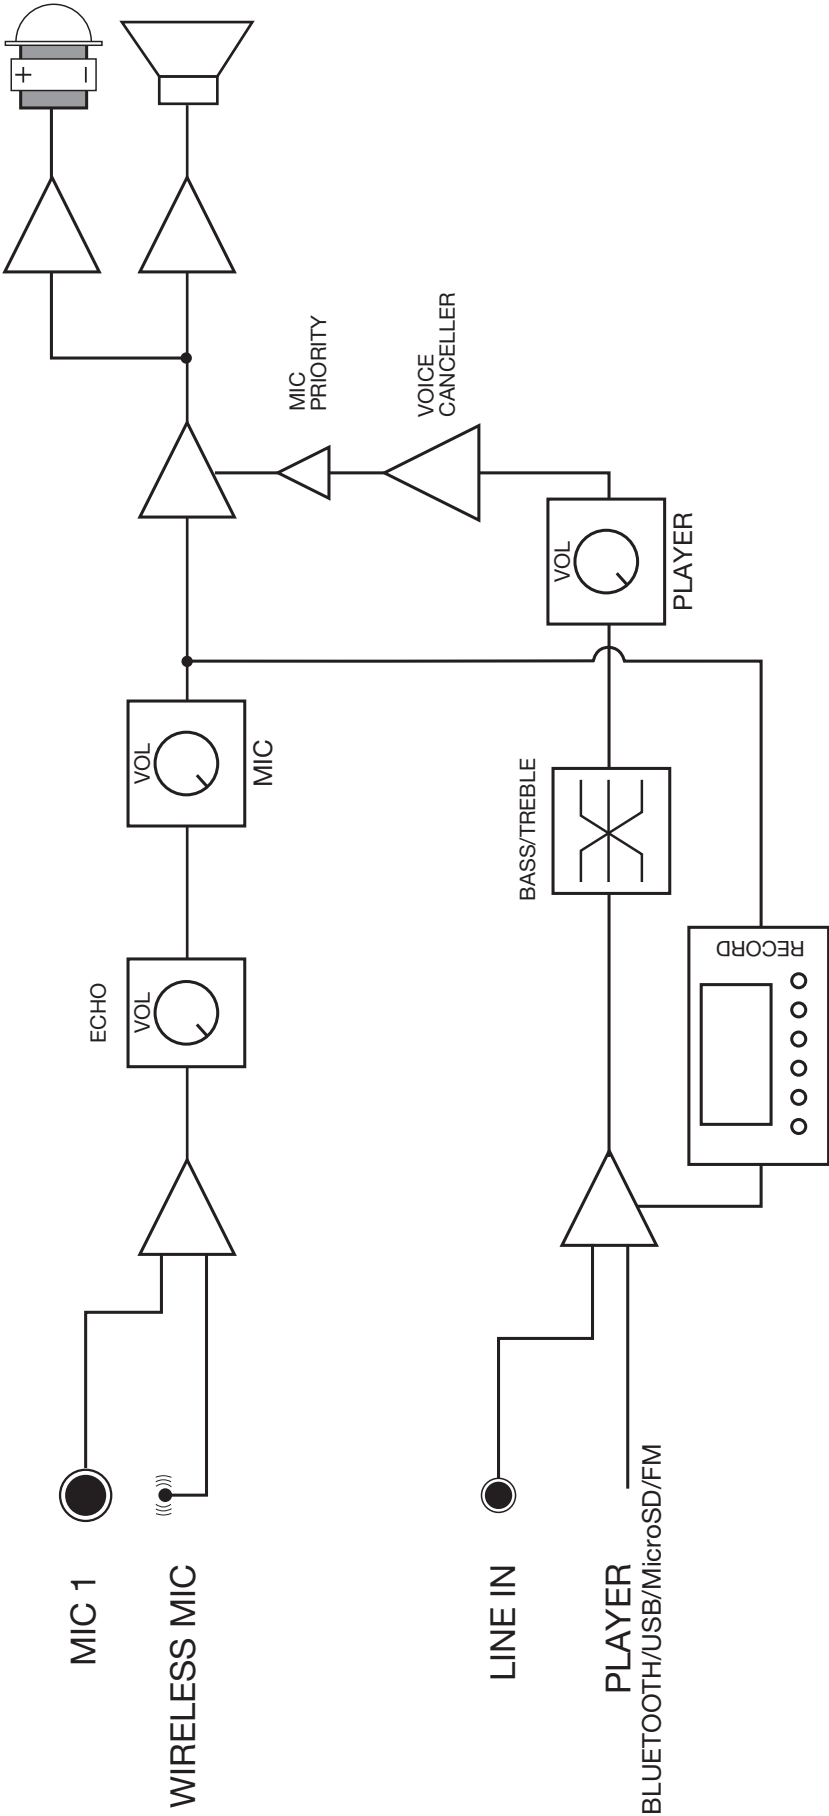 MIC 1
WIRELESS MIC
LINE IN
PLAYER
BLUETOOTH/USB/MicroSD/FM
ECHO
VOL
VOL
MIC
BASS/TREBLE
RECORD
VOL
PLAYER
VOICE
CANCELLER
MIC
PRIORITY
+
−